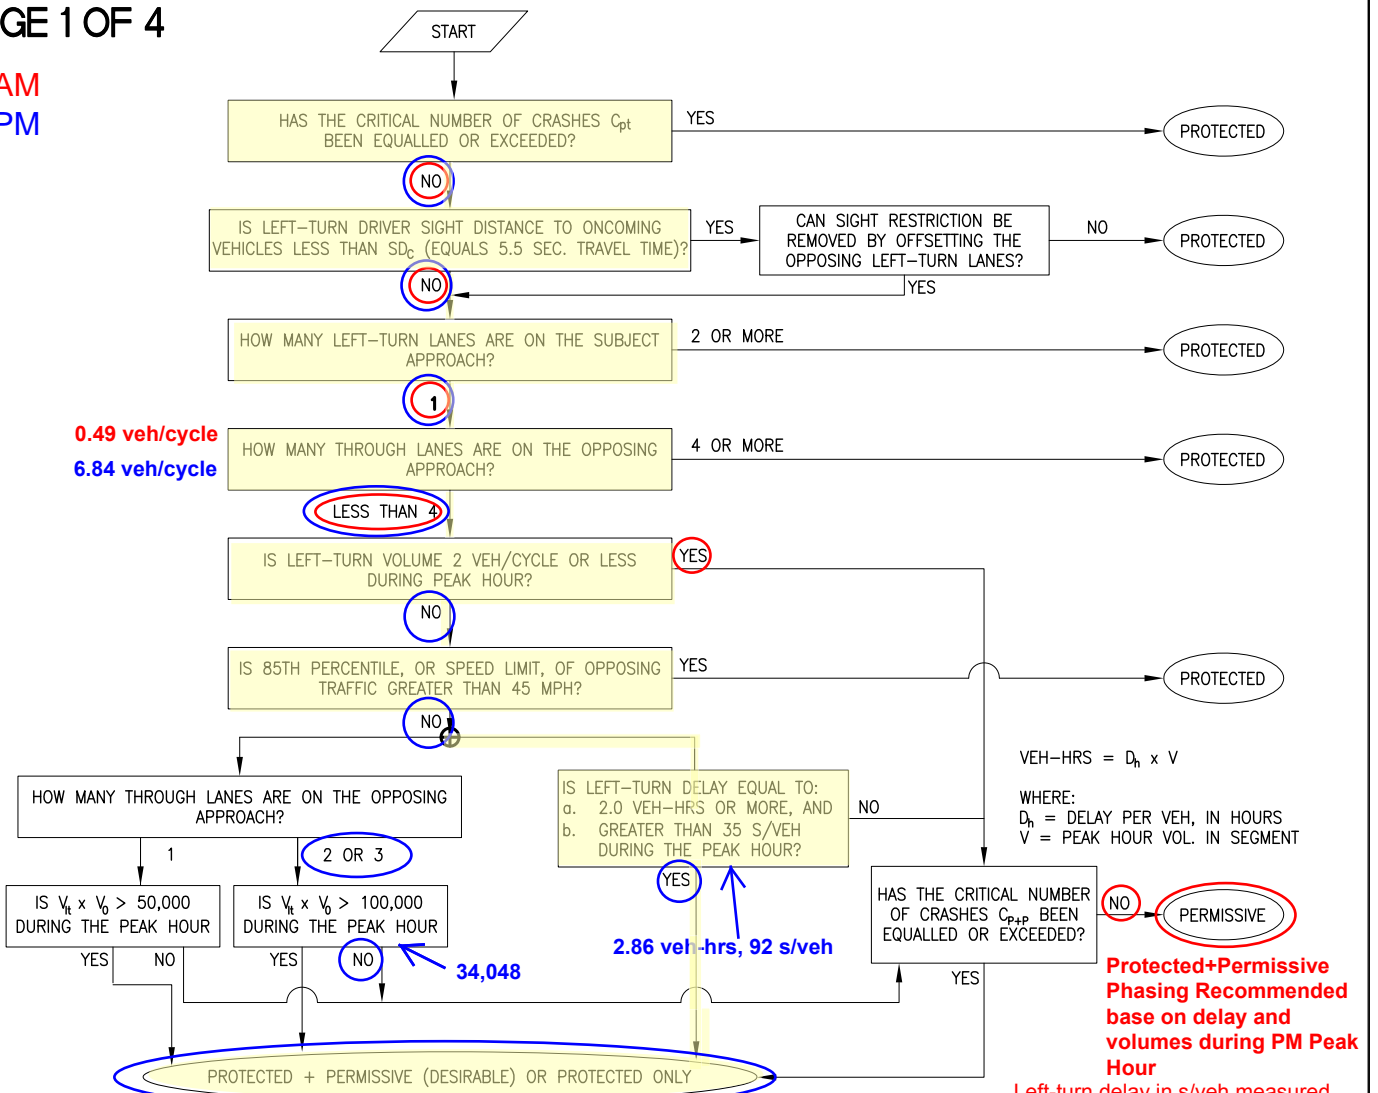 GE 1 OF 4
AM
PM
START
HAS THE CRITICAL NUMBER OF CRASHES Cpt
BEEN EQUALLED OR EXCEEDED?
YES
PROTECTED
NO
IS LEFT-TURN DRIVER SIGHT DISTANCE TO ONCOMING
VEHICLES LESS THAN SDC (EQUALS 5.5 SEC. TRAVEL TIME)?
YES
CAN SIGHT RESTRICTION BE
REMOVED BY OFFSETTING THE
OPPOSING LEFT-TURN LANES?
NO
PROTECTED
NO
YES
HOW MANY LEFT-TURN LANES ARE ON THE SUBJECT
APPROACH?
2 OR MORE
PROTECTED
1
0.49 veh/cycle
6.84 veh/cycle
HOW MANY THROUGH LANES ARE ON THE OPPOSING
APPROACH?
4 OR MORE
PROTECTED
LESS THAN 4
IS LEFT-TURN VOLUME 2 VEH/CYCLE OR LESS
DURING PEAK HOUR?
YES
NO
IS 85TH PERCENTILE, OR SPEED LIMIT, OF OPPOSING
TRAFFIC GREATER THAN 45 MPH?
YES
PROTECTED
NO
HOW MANY THROUGH LANES ARE ON THE OPPOSING
APPROACH?
IS LEFT-TURN DELAY EQUAL TO:
a. 2.0 VEH-HRS OR MORE, AND
b. GREATER THAN 35 S/VEH
DURING THE PEAK HOUR?
NO
VEH-HRS = Dh x V
WHERE:
Dh = DELAY PER VEH, IN HOURS
V = PEAK HOUR VOL. IN SEGMENT
1
2 OR 3
YES
IS Vlt x V0 > 50,000
DURING THE PEAK HOUR
IS Vlt x V0 > 100,000
DURING THE PEAK HOUR
HAS THE CRITICAL NUMBER
OF CRASHES CP+P BEEN
EQUALLED OR EXCEEDED?
NO
PERMISSIVE
2.86 veh-hrs, 92 s/veh
34,048
YES
NO
YES
NO
YES
Protected+Permissive
Phasing Recommended
base on delay and
volumes during PM Peak
Hour
Left-turn delay in s/veh measured
PROTECTED + PERMISSIVE (DESIRABLE) OR PROTECTED ONLY